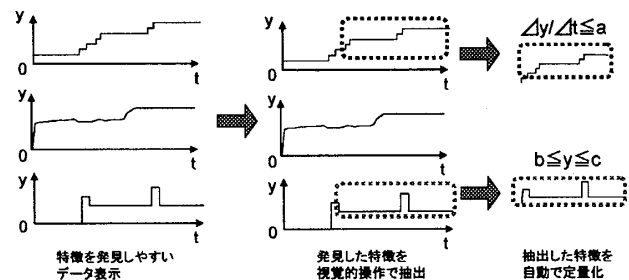 y
0
t
y
0
t
y
0
t
特徴を発見しやすい
データ表示
y
0
t
y
0
t
y
0
t
発見した特徴を
視覚的操作で抽出
⊿y/⊿t≦a
b≦y≦c
抽出した特徴を
自動で定量化